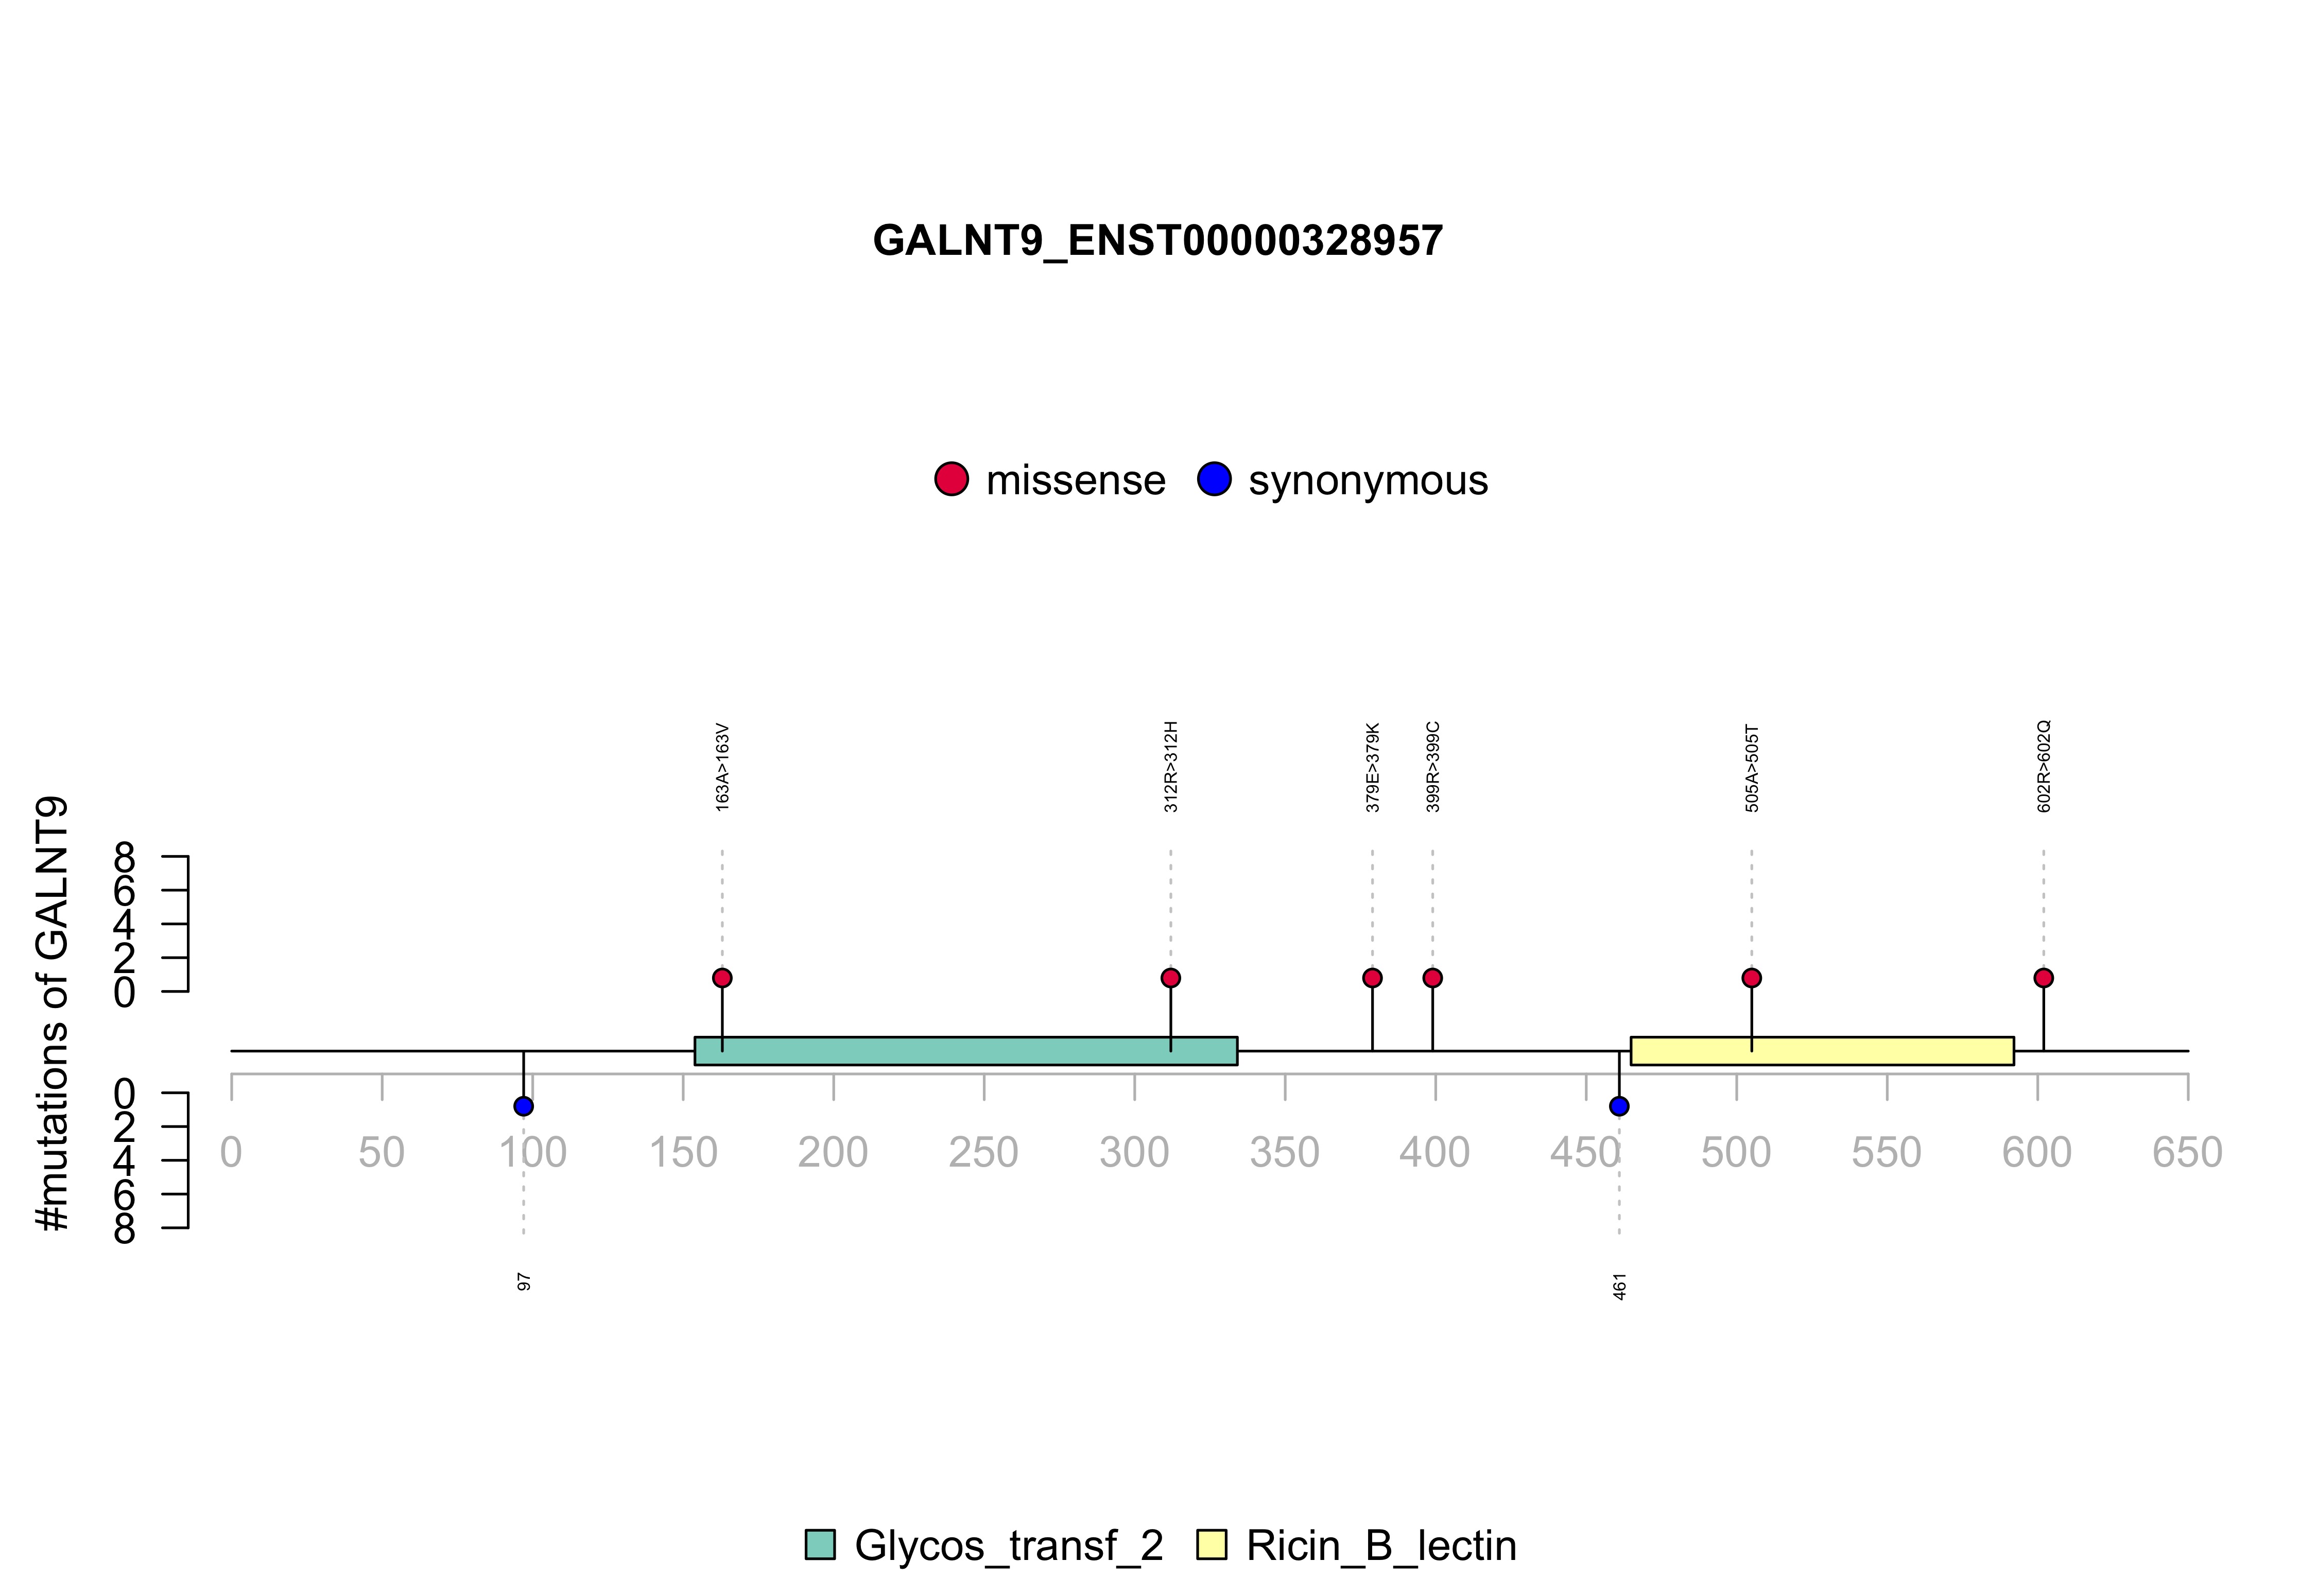 GALNT9_ENST00000328957
missense synonymous
163A>163V
312R>312H
379E>379K
399R>399C
505A>505T
602R>602Q
#mutations of GALNT9
8
6
4
2
0
0
2
4
6
8
0 50 100 150 200 250 300 350 400 450 500 550 600 650
97
461
Glycos_transf_2 Ricin_B_lectin